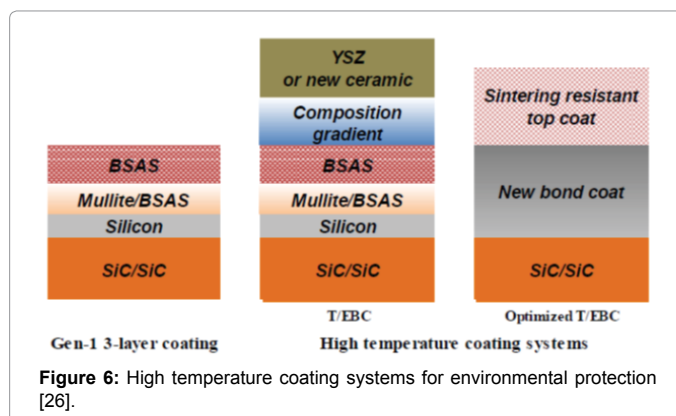 YSZ
or new ceramic
Composition
gradient
BSAS
Mullite/BSAS
Silicon
SiC/SiC
BSAS
Mullite/BSAS
Silicon
SiC/SiC
Sintering resistant
top coat
New bond coat
SiC/SiC
T/EBC
Optimized T/EBC
Gen-1 3-layer coating
High temperature coating systems
Figure 6: High temperature coating systems for environmental protection
[26].